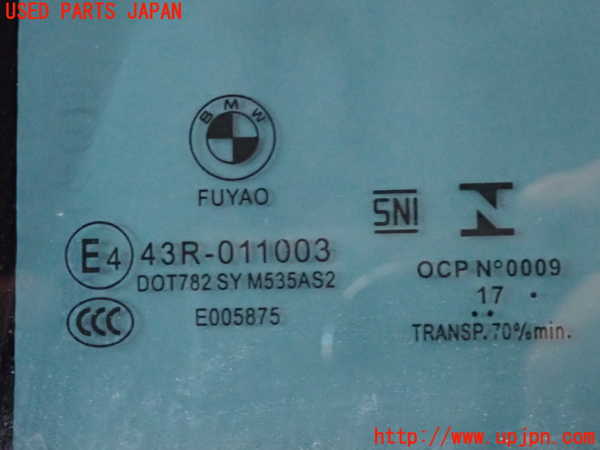 USED PARTS JAPAN
BMW
FUYAO
SNI
E4 43R-011003
DOT782 SY M535AS2
CCC E005875
OCP Nº0009
17
TRANSP. 70% min.
http://www.upjpn.com